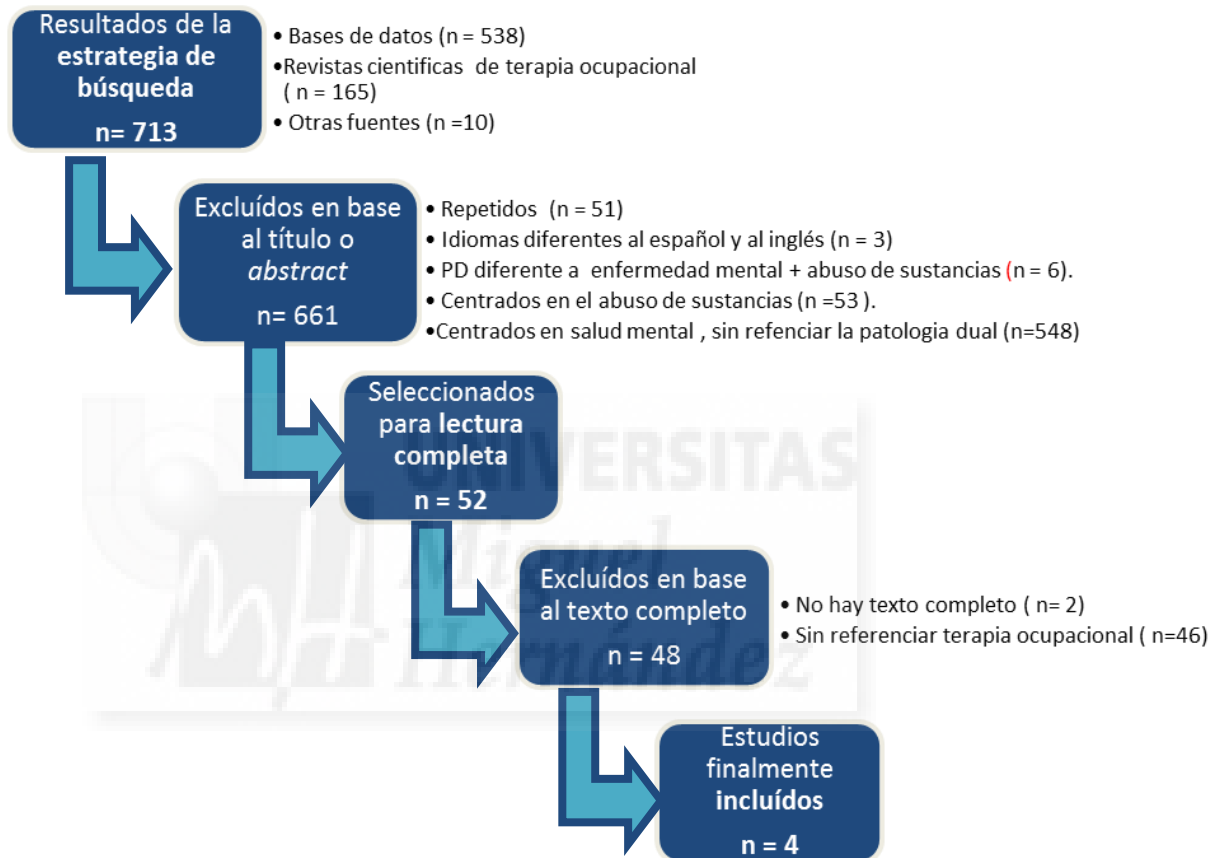 Resultados de la
estrategia de
búsqueda
n= 713
• Bases de datos (n = 538)
•Revistas cientificas de terapia ocupacional
( n = 165)
• Otras fuentes (n =10)
Excluídos en base
al título o
abstract
n= 661
• Repetidos (n = 51)
• Idiomas diferentes al español y al inglés (n = 3)
• PD diferente a enfermedad mental + abuso de sustancias (n = 6).
• Centrados en el abuso de sustancias (n =53 ).
•Centrados en salud mental , sin refenciar la patologia dual (n=548)
Seleccionados
para lectura
completa
n = 52
Excluídos en base
al texto completo
n = 48
• No hay texto completo ( n= 2)
• Sin referenciar terapia ocupacional ( n=46)
Estudios
finalmente
incluídos
n = 4
UNIVERSITAS
Miguel
Hernández